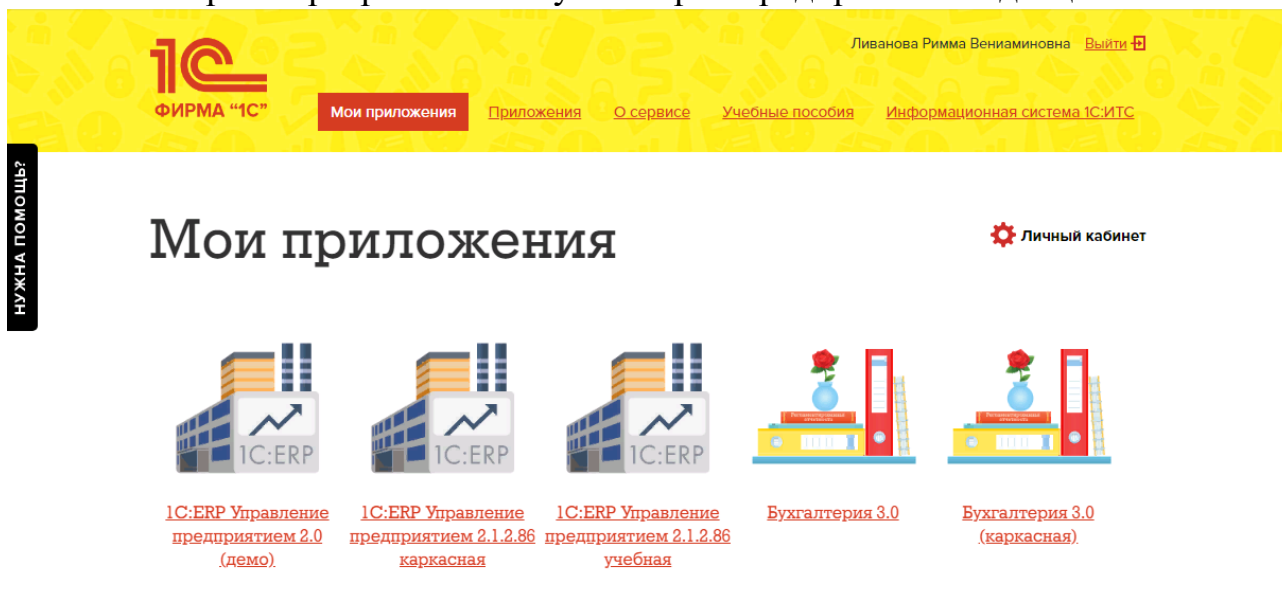 Ливанова Римма Вениаминовна Выйти
1С
ФИРМА "1С"
Мои приложения Приложения О сервисе Учебные пособия Информационная система 1С:ИТС
НУЖНА ПОМОЩЬ?
Мои приложения
Личный кабинет
1C:ERP
1C:ERP
1C:ERP
1С:ERP Управление предприятием 2.0 (демо)
1С:ERP Управление предприятием 2.1.2.86 каркасная
1С:ERP Управление предприятием 2.1.2.86 учебная
Бухгалтерия 3.0
Бухгалтерия 3.0 (каркасная)